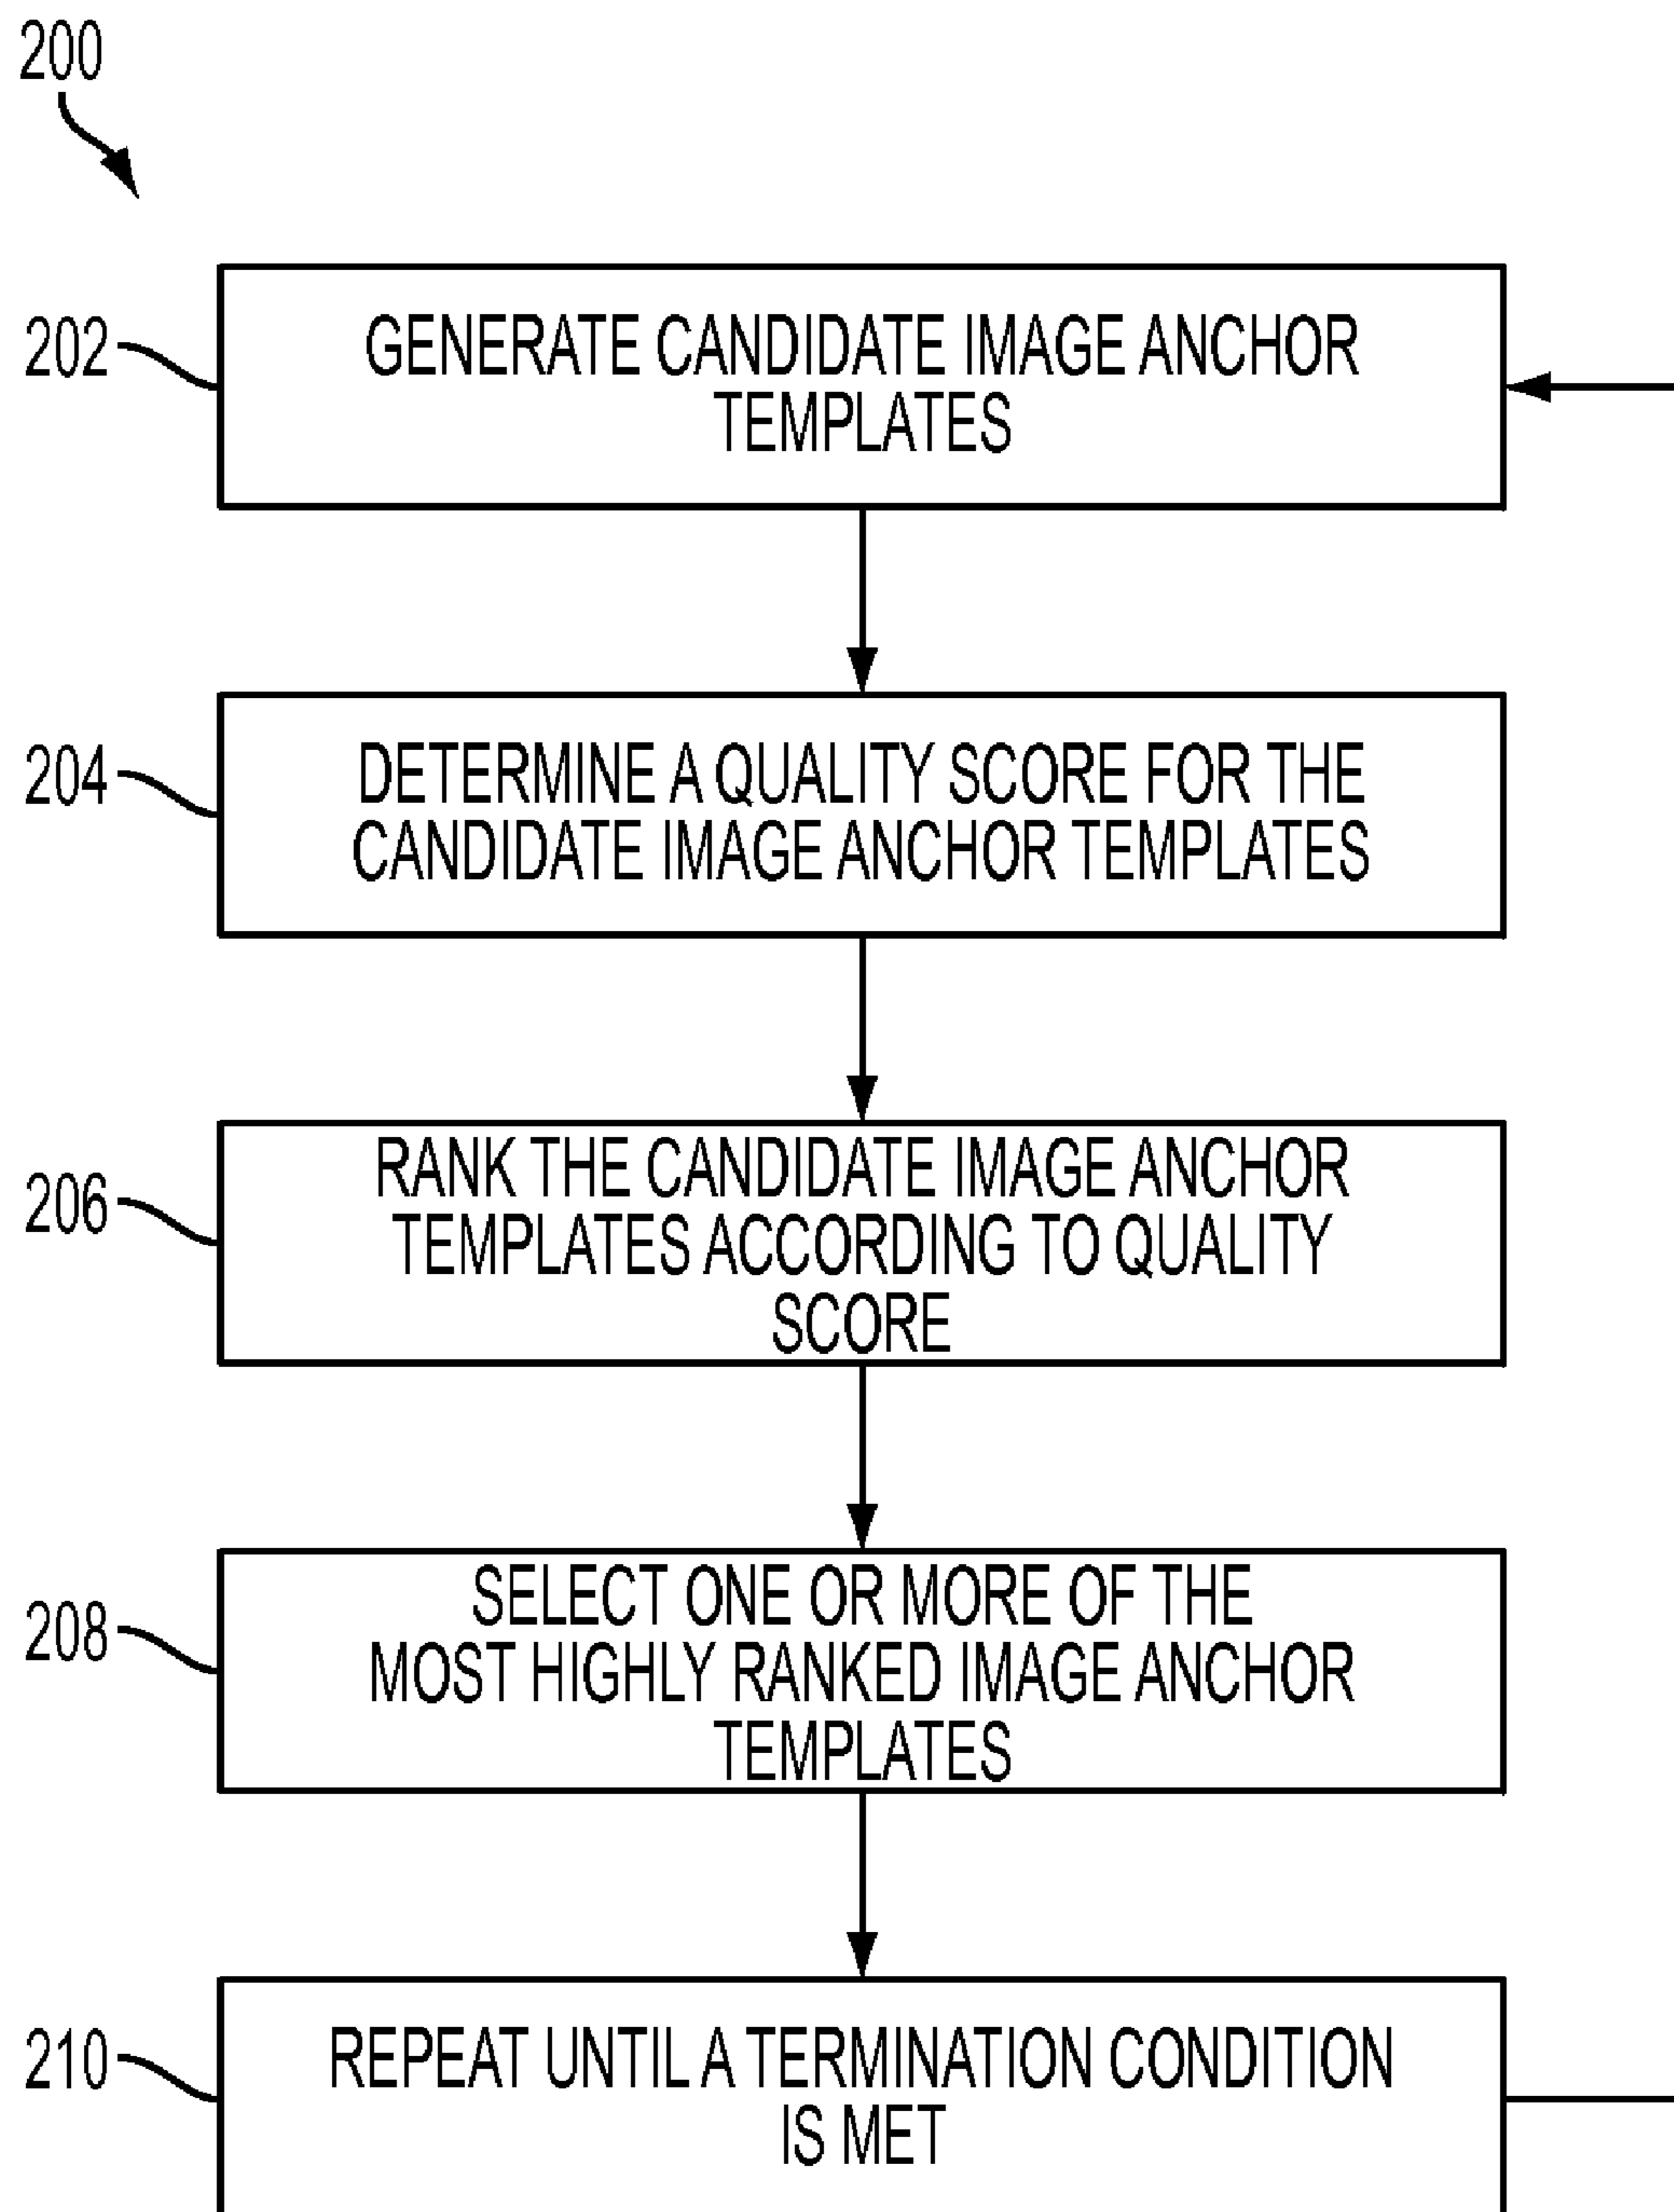 200
202
GENERATE CANDIDATE IMAGE ANCHOR
TEMPLATES
204
DETERMINE A QUALITY SCORE FOR THE
CANDIDATE IMAGE ANCHOR TEMPLATES
206
RANK THE CANDIDATE IMAGE ANCHOR
TEMPLATES ACCORDING TO QUALITY
SCORE
208
SELECT ONE OR MORE OF THE
MOST HIGHLY RANKED IMAGE ANCHOR
TEMPLATES
210
REPEAT UNTIL A TERMINATION CONDITION
IS MET